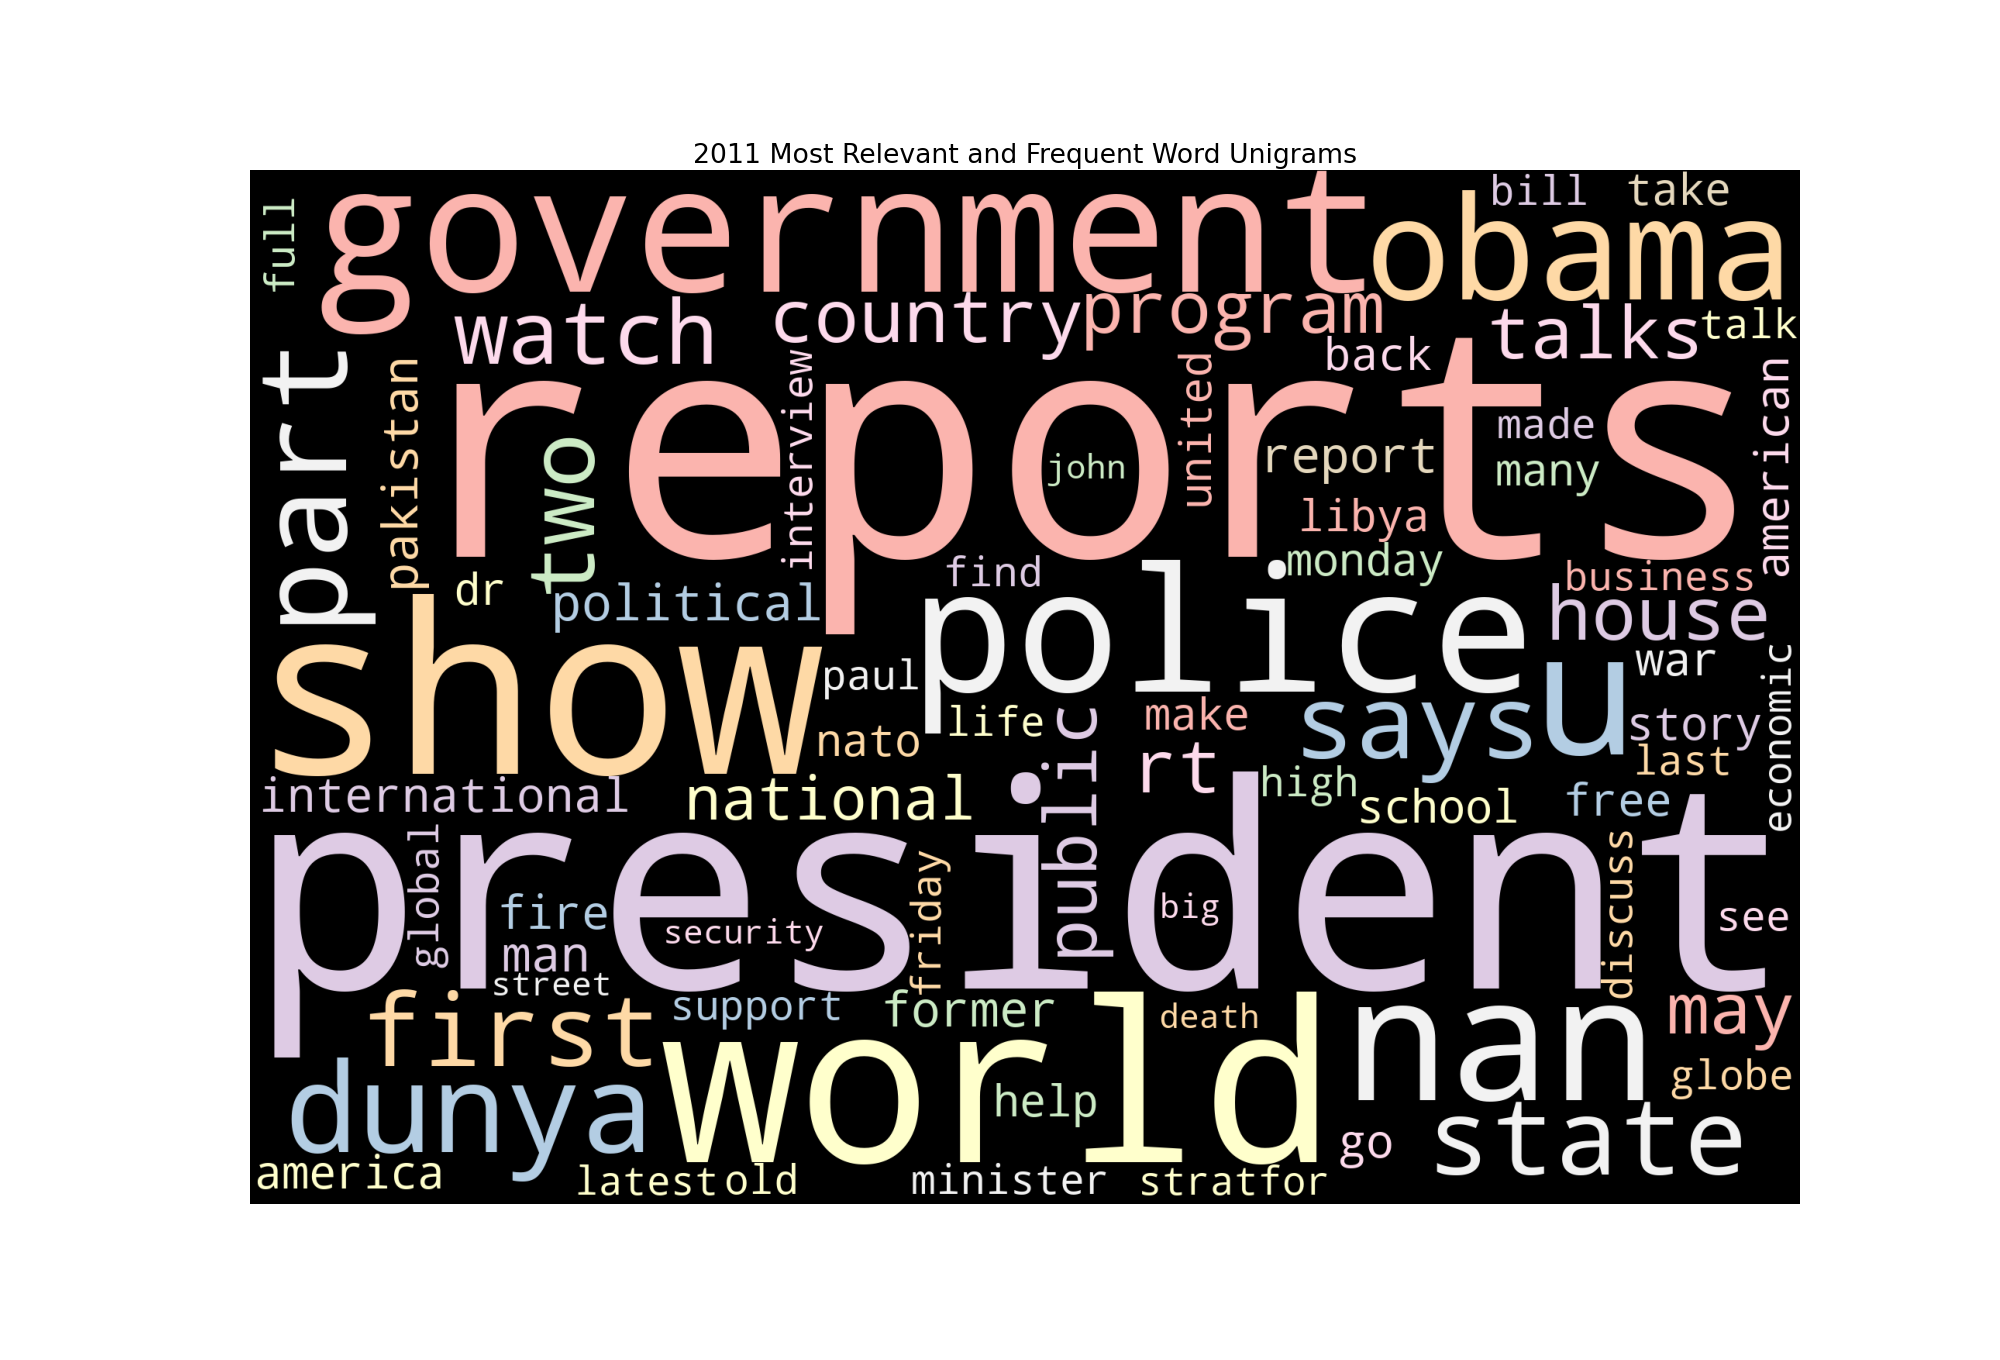 2011 Most Relevant and Frequent Word Unigrams
full
government
obama
bill
take
watch
country
program
talks
talk
part
pakistan
two
interview
reports
united
back
american
john
report
made
many
libya
monday
find
business
dr
political
show
police
house
paul
war
economic
life
make
says
u
story
nato
rt
last
international
national
public
high
school
free
president
global
fire
man
security
friday
big
discuss
see
street
first
support
former
death
nan
may
dunya
world
help
globe
go
state
america
latest
old
minister
stratfor